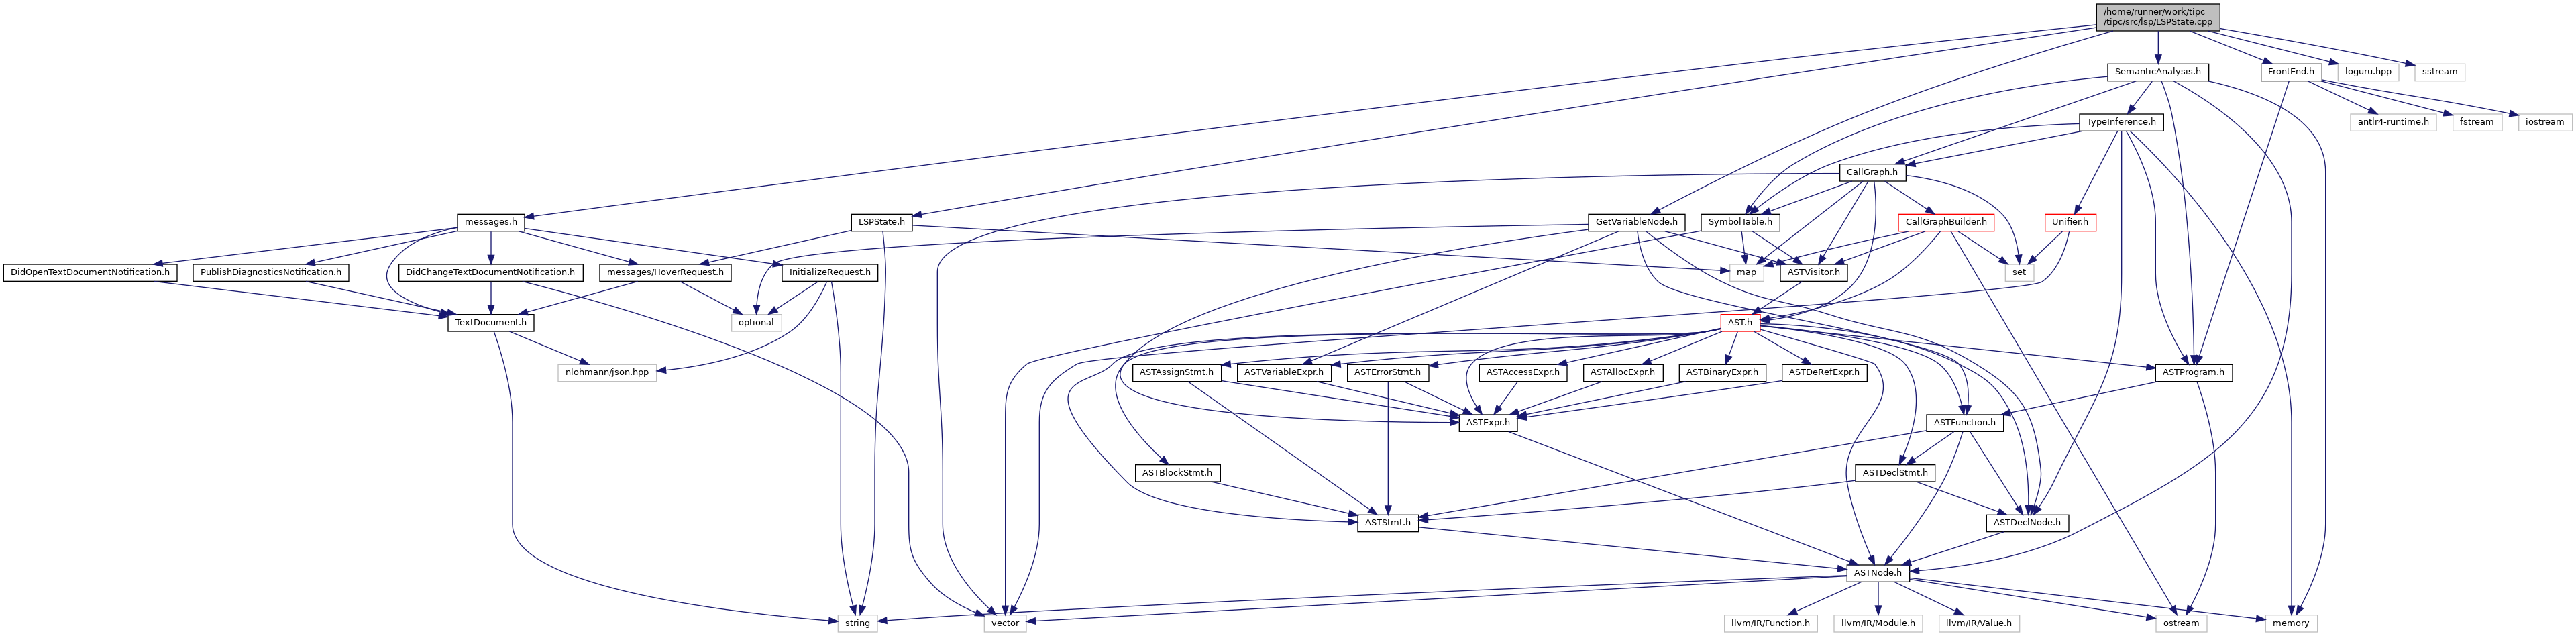 /home/runner/work/tipc
/tipc/src/lsp/LSPState.cpp
SemanticAnalysis.h
FrontEnd.h
loguru.hpp
sstream
TypeInference.h
antlr4-runtime.h
fstream
iostream
CallGraph.h
messages.h
LSPState.h
GetVariableNode.h
SymbolTable.h
CallGraphBuilder.h
Unifier.h
DidOpenTextDocumentNotification.h
PublishDiagnosticsNotification.h
DidChangeTextDocumentNotification.h
messages/HoverRequest.h
InitializeRequest.h
map
ASTVisitor.h
set
TextDocument.h
optional
AST.h
nlohmann/json.hpp
ASTAssignStmt.h
ASTVariableExpr.h
ASTErrorStmt.h
ASTAccessExpr.h
ASTAllocExpr.h
ASTBinaryExpr.h
ASTDeRefExpr.h
ASTProgram.h
ASTExpr.h
ASTFunction.h
ASTBlockStmt.h
ASTDeclStmt.h
ASTStmt.h
ASTDeclNode.h
ASTNode.h
string
vector
llvm/IR/Function.h
llvm/IR/Module.h
llvm/IR/Value.h
ostream
memory